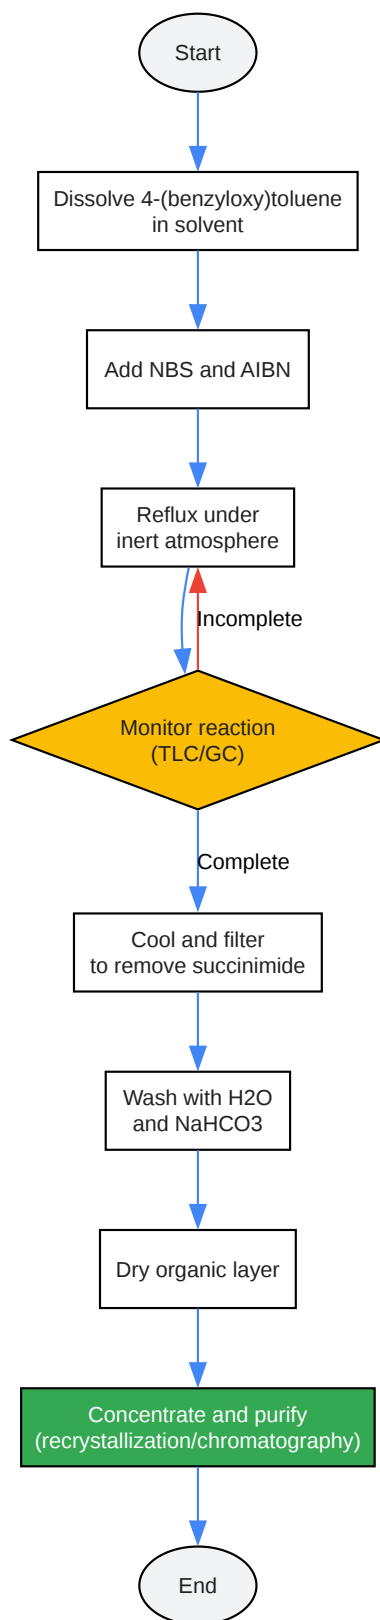 Start
Dissolve 4-(benzyloxy)toluene
in solvent
Add NBS and AIBN
Reflux under
inert atmosphere
Incomplete
Monitor reaction
(TLC/GC)
Complete
Cool and filter
to remove succinimide
Wash with H2O
and NaHCO3
Dry organic layer
Concentrate and purify
(recrystallization/chromatography)
End